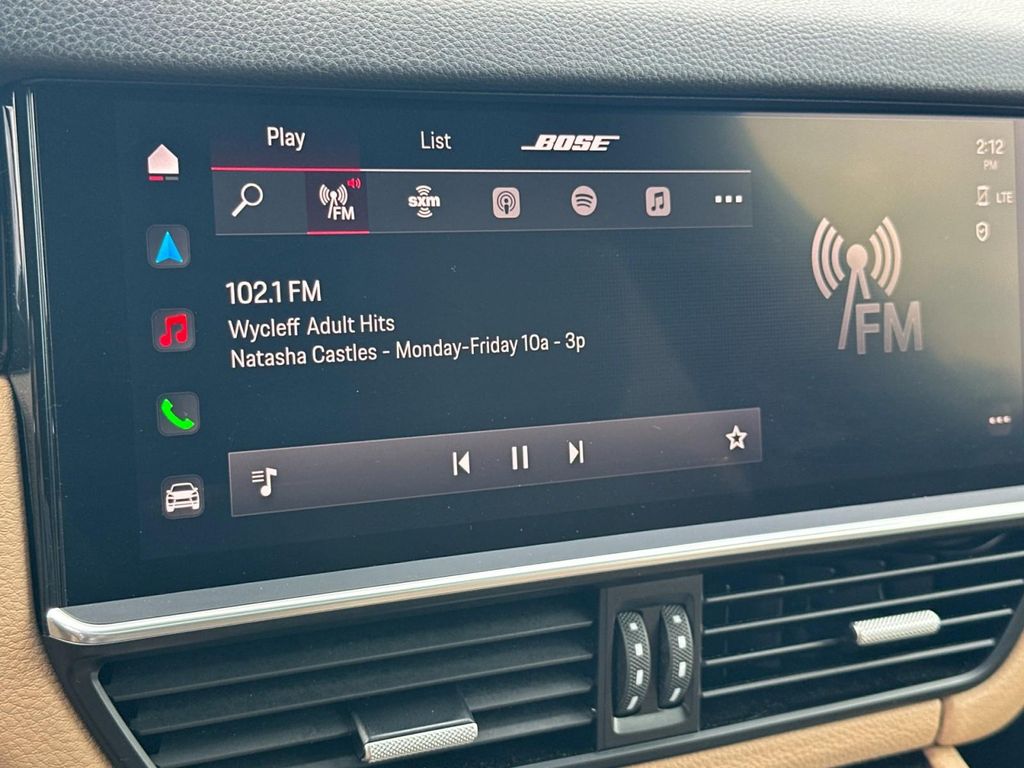 Play
List
BOSE
2:12
PM
FM
sxm
LTE
102.1 FM
Wycleff Adult Hits
Natasha Castles - Monday-Friday 10a - 3p
FM